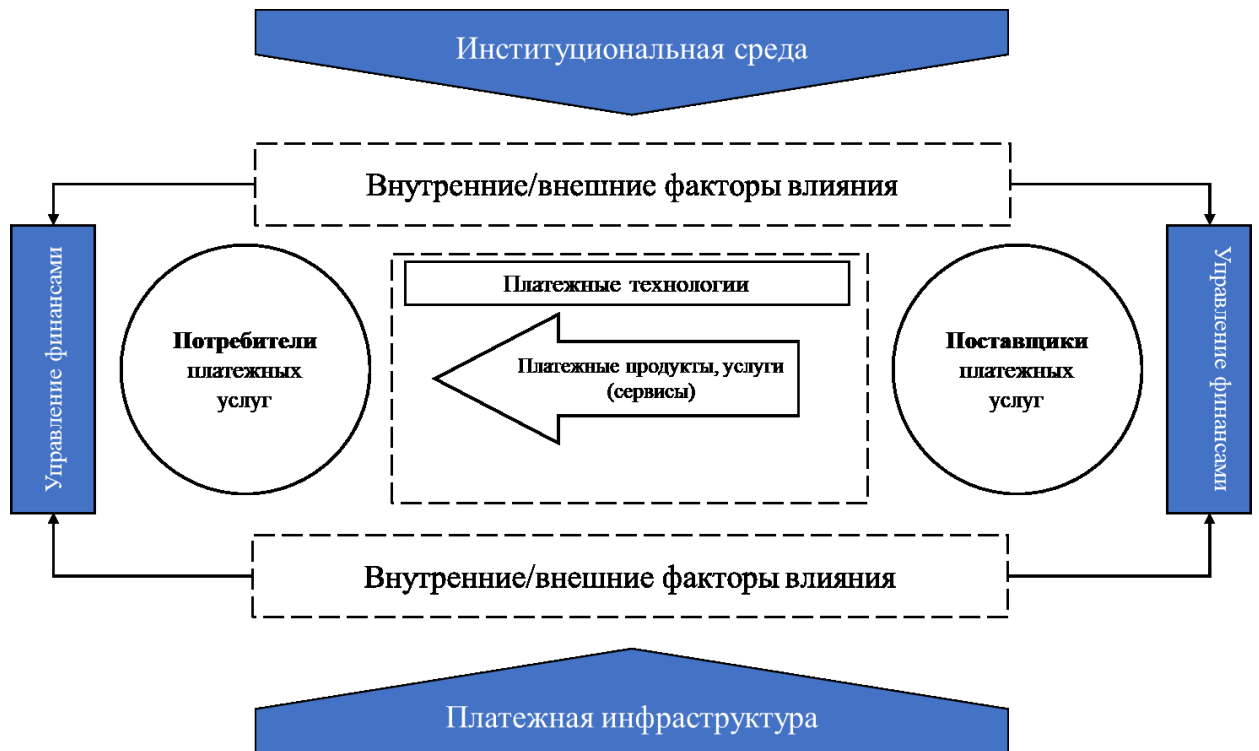 Институциональная среда
Внутренние/внешние факторы влияния
Управление финансами
Потребители
платежных
услуг
Платежные технологии
Платежные продукты, услуги
(сервисы)
Поставщики
платежных
услуг
Управление финансами
Внутренние/внешние факторы влияния
Платежная инфраструктура